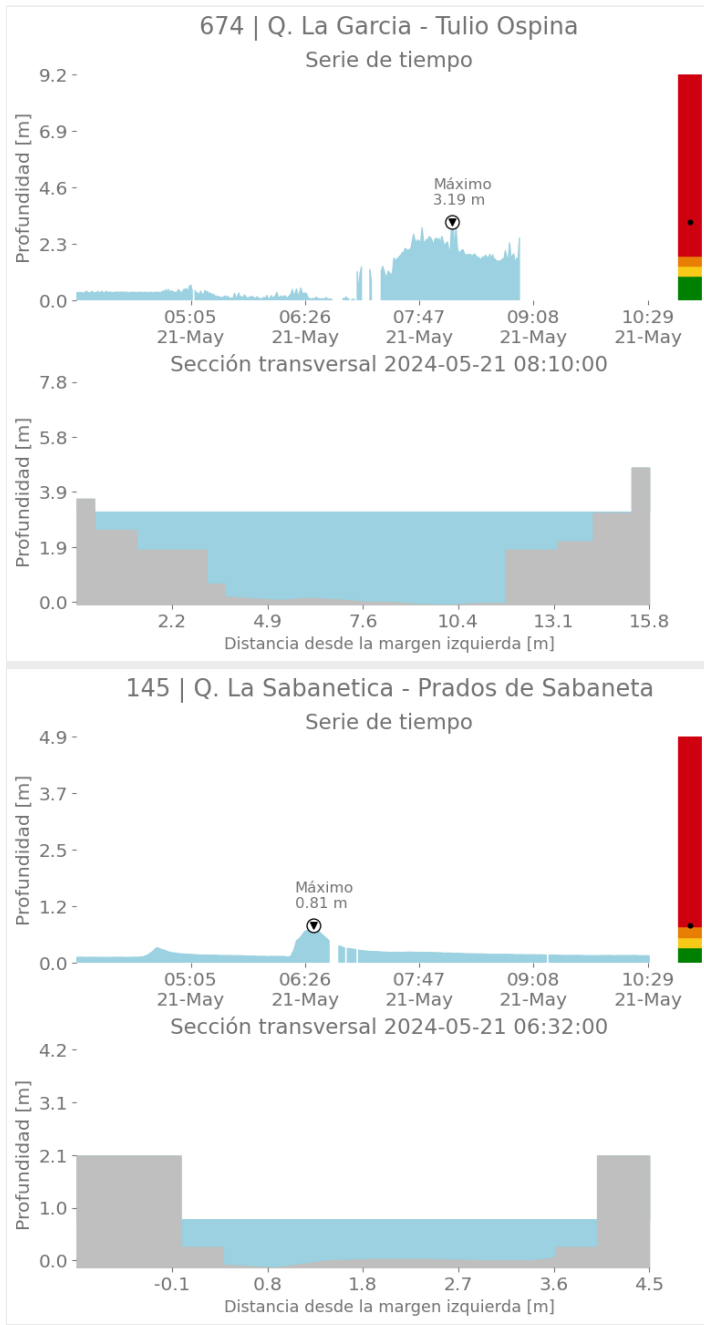 674 | Q. La Garcia - Tulio Ospina
Serie de tiempo
Profundidad [m]
9.2
6.9
4.6
2.3
0.0
Máximo
3.19 m
05:05 06:26 07:47 09:08 10:29
21-May 21-May 21-May 21-May 21-May
Sección transversal 2024-05-21 08:10:00
Profundidad [m]
7.8
5.8
3.9
1.9
0.0
2.2 4.9 7.6 10.4 13.1 15.8
Distancia desde la margen izquierda [m]
145 | Q. La Sabanetica - Prados de Sabaneta
Serie de tiempo
Profundidad [m]
4.9
3.7
2.5
1.2
0.0
Máximo
0.81 m
05:05 06:26 07:47 09:08 10:29
21-May 21-May 21-May 21-May 21-May
Sección transversal 2024-05-21 06:32:00
Profundidad [m]
4.2
3.1
2.1
1.0
0.0
-0.1 0.8 1.8 2.7 3.6 4.5
Distancia desde la margen izquierda [m]